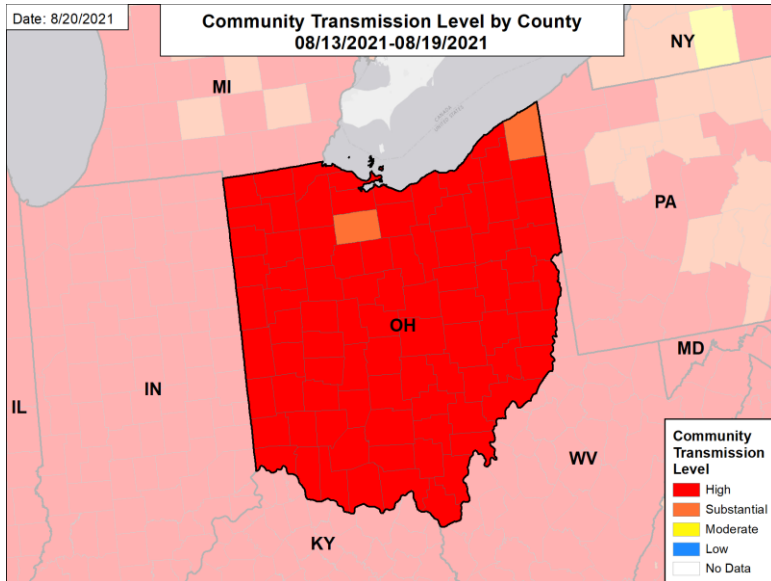 Date: 8/20/2021
Community Transmission Level by County
08/13/2021-08/19/2021
NY
MI
PA
OH
MD
IN
IL
WV
KY
Community
Transmission
Level
High
Substantial
Moderate
Low
No Data